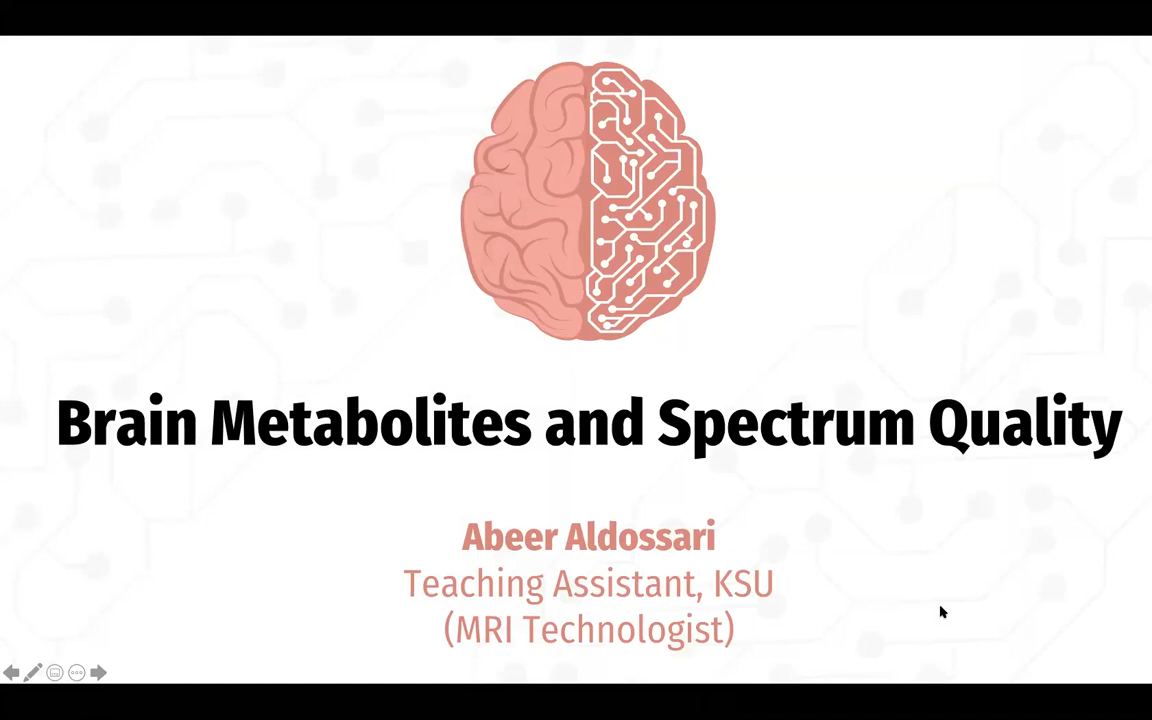 Brain Metabolites and Spectrum Quality
Abeer Aldossari
Teaching Assistant, KSU
(MRI Technologist)